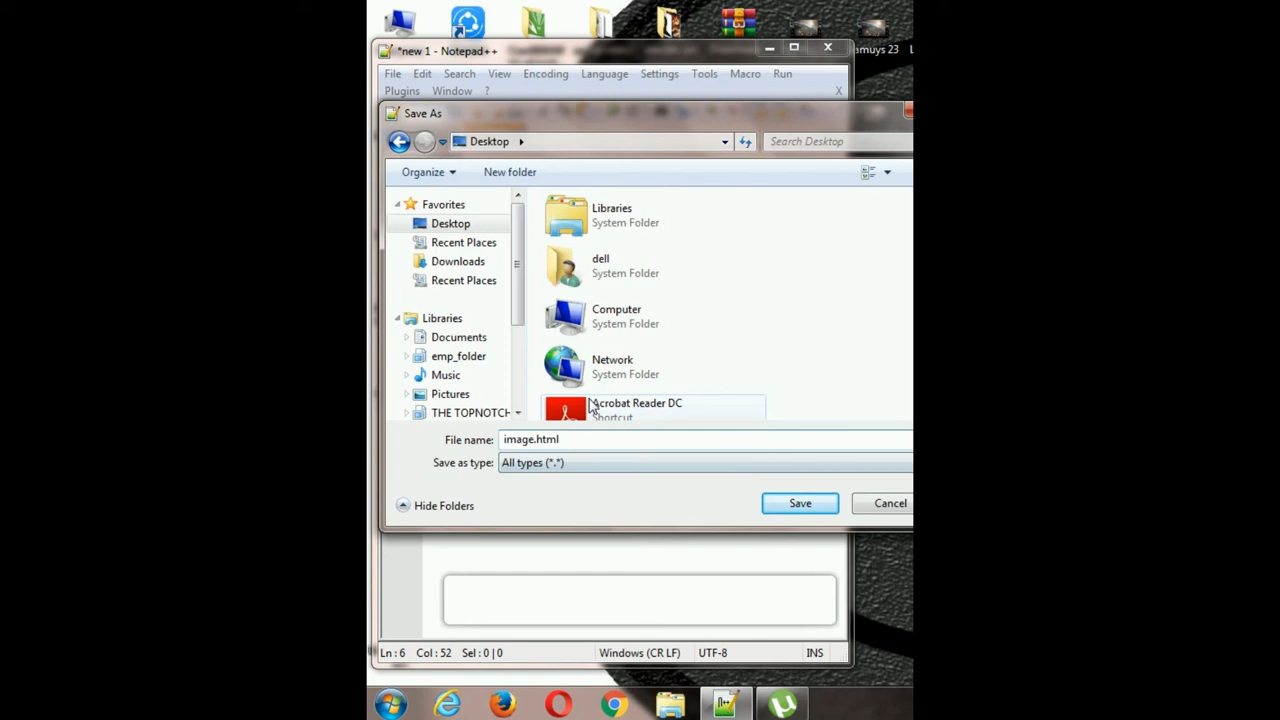 amuys 23
*new 1 - Notepad++
File Edit Search View Encoding Language Settings Tools Macro Run
Plugins Window ? X
Save As
Desktop
Search Desktop
Organize New folder
Favorites
Desktop
Recent Places
Downloads
Recent Places
Libraries
Documents
emp_folder
Music
Pictures
THE TOPNOTCH
Libraries
System Folder
dell
System Folder
Computer
System Folder
Network
System Folder
Acrobat Reader DC
Shortcut
File name: image.html
Save as type: All types (*.*)
Hide Folders Save Cancel
Ln:6 Col:52 Sel:0|0 Windows (CR LF) UTF-8 INS